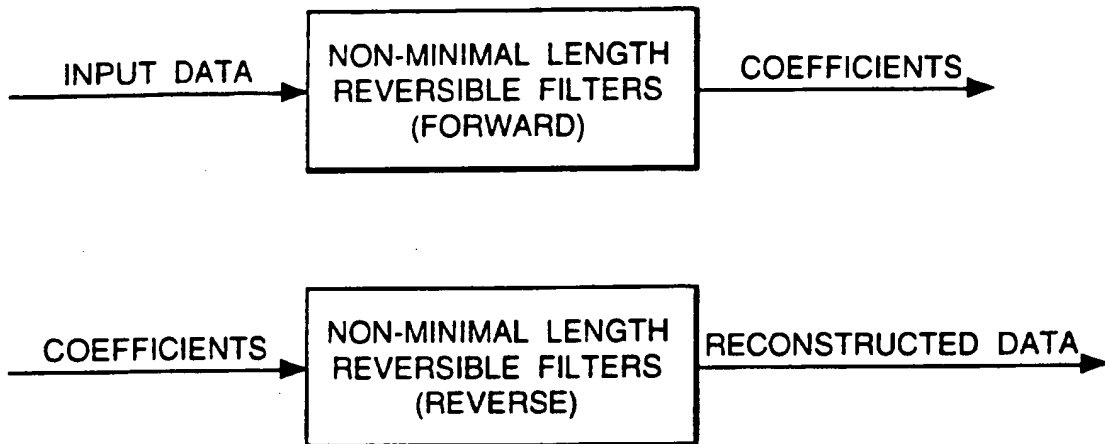 INPUT DATA
NON-MINIMAL LENGTH
REVERSIBLE FILTERS
(FORWARD)
COEFFICIENTS
COEFFICIENTS
NON-MINIMAL LENGTH
REVERSIBLE FILTERS
(REVERSE)
RECONSTRUCTED DATA